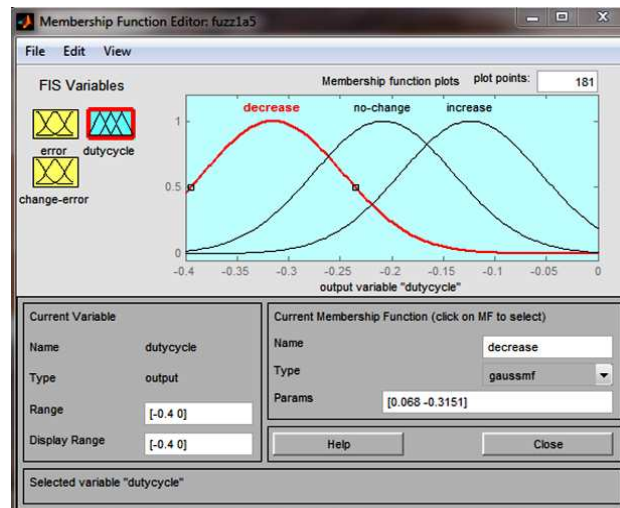 Membership Function Editor: fuzz1a5
File Edit View
FIS Variables
error dutycycle
change-error
Membership function plots plot points: 181
decrease no-change increase
1
0.5
0
-0.4 -0.35 -0.3 -0.25 -0.2 -0.15 -0.1 -0.05 0
output variable "dutycycle"
Current Variable
Name dutycycle
Type output
Range [-0.4 0]
Display Range [-0.4 0]
Current Membership Function (click on MF to select)
Name decrease
Type gaussmf
Params [0.068 -0.3151]
Help Close
Selected variable "dutycycle"